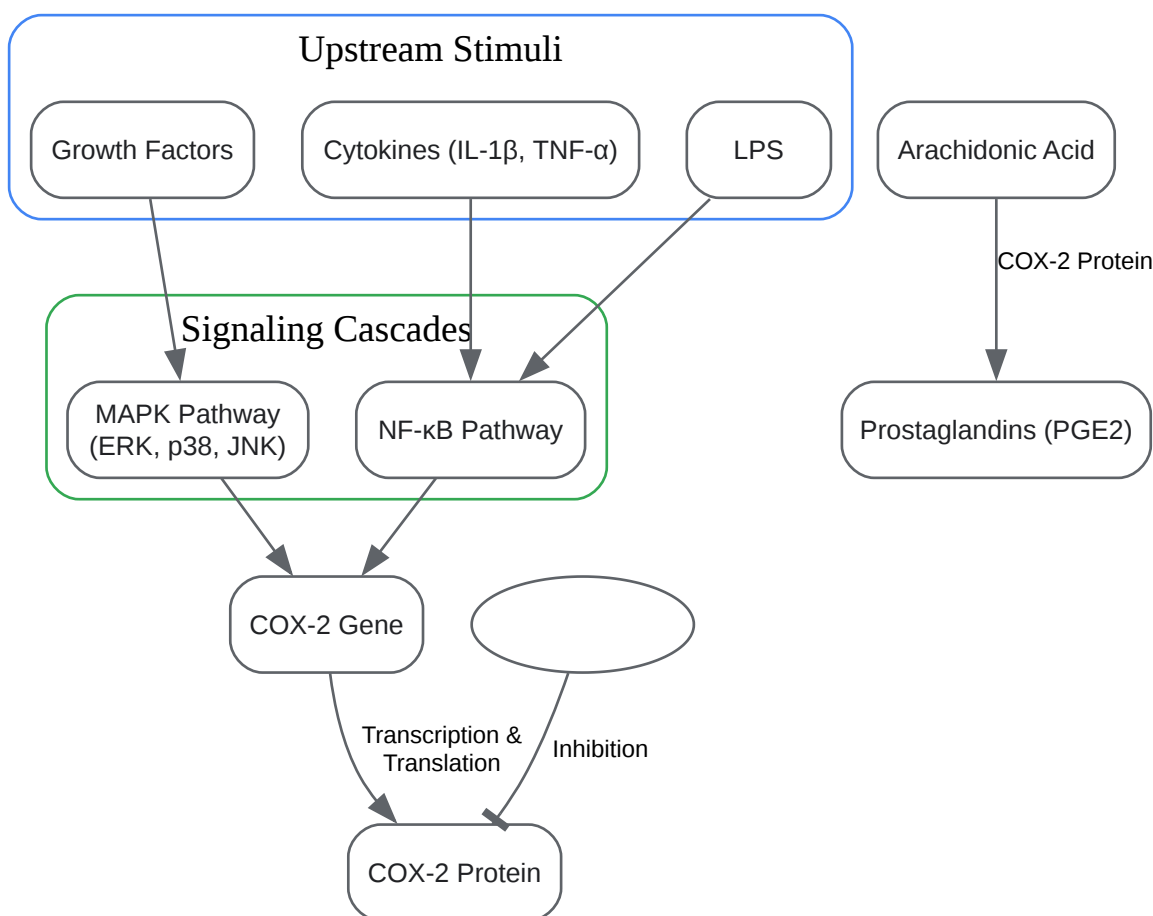 Upstream Stimuli
Growth Factors
Cytokines (IL-1β, TNF-α)
LPS
Arachidonic Acid
COX-2 Protein
Signaling Cascades
MAPK Pathway
(ERK, p38, JNK)
NF-κB Pathway
Prostaglandins (PGE2)
COX-2 Gene
Transcription &
Translation
Inhibition
COX-2 Protein